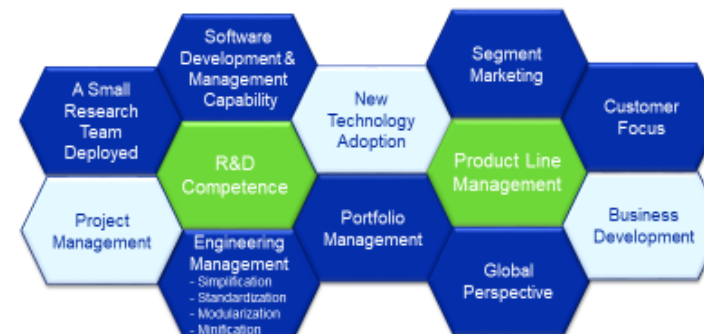 A Small
Research
Team
Deployed
Software
Development &
Management
Capability
New
Technology
Adoption
Segment
Marketing
Customer
Focus
Project
Management
R&D
Competence
Engineering
Management
- Simplification
- Standardization
- Modularization
- Minification
Portfolio
Management
Product Line
Management
Global
Perspective
Business
Development